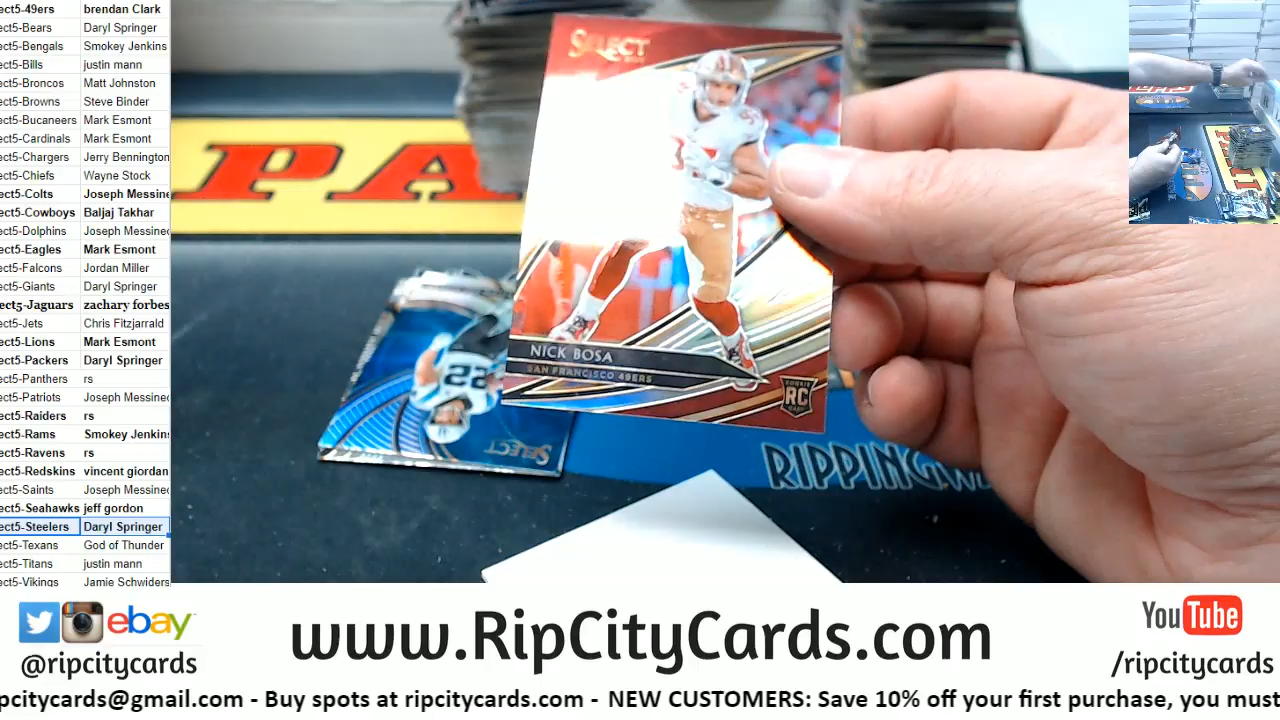 ect5-49ers brendan Clark
ect5-Bears Daryl Springer
ect5-Bengals Smokey Jenkins
ect5-Bills justin mann
ect5-Broncos Matt Johnston
ect5-Browns Steve Binder
ect5-Bucaneers Mark Esmont
ect5-Cardinals Mark Esmont
ect5-Chargers Jerry Bennington
ect5-Chiefs Wayne Stock
ect5-Colts Joseph Messine
ect5-Cowboys Baljaj Takhar
ect5-Dolphins Joseph Messine
ect5-Eagles Mark Esmont
ect5-Falcons Jordan Miller
ect5-Giants Daryl Springer
ect5-Jaguars zachary forbes
ect5-Jets Chris Fitzjarrald
ect5-Lions Mark Esmont
ect5-Packers Daryl Springer
ect5-Panthers rs
ect5-Patriots Joseph Messine
ect5-Raiders rs
ect5-Rams Smokey Jenkin
ect5-Ravens rs
ect5-Redskins vincent giordan
ect5-Saints Joseph Messine
ect5-Seahawks jeff gordon
ect5-Steelers Daryl Springer
ect5-Texans God of Thunder
ect5-Titans justin mann
ect5-Vikings Jamie Schwiders
SELECT
NICK BOSA
SAN FRANCISCO 49ERS
ROOKIE
RC
CARD
PA
22
SELECT
RIPPINGW
ebay
@ripcitycards
www.RipCityCards.com
YouTube
/ripcitycards
pcitycards@gmail.com - Buy spots at ripcitycards.com - NEW CUSTOMERS: Save 10% off your first purchase, you must